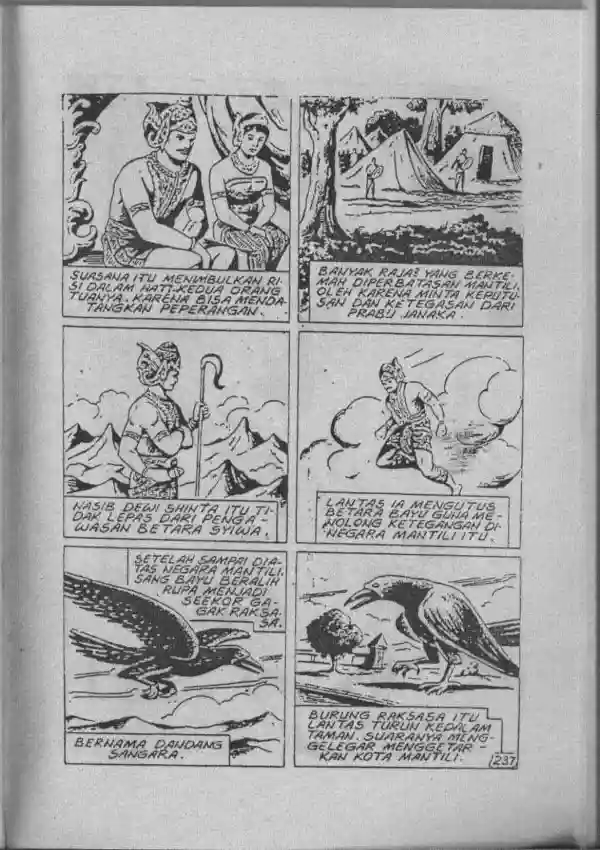 SUASANA ITU MENIMBULKAN RI-
SI DALAM HATI KEDUA ORANG
TUANYA. KARENA BISA MENDA-
TANGKAN PEPERANGAN.
BANYAK RAJA² YANG BERKE-
MAH DIPERBATASAN MANTILI.
OLEH KARENA MINTA KEPUTU-
SAN DAN KETEGASAN DARI
PRABU JANAKA.
NASIB DEWI SHINTA ITU TI-
DAK LEPAS DARI PENGA-
WASAN BETARA SYIWA.
LANTAS IA MENGUTUS
BETARA BAYU GUNA ME-
NOLONG KETEGANGAN DI-
NEGARA MANTILI ITU.
SETELAH SAMPAI DIA-
TAS NEGARA MANTILI.
SANG BAYU BERALIH
RUPA MENJADI
SEEKOR GA-
GAK RAKSA-
SA.
BERNAMA DANDANG
SANGARA.
BURUNG RAKSASA ITU
LANTAS TURUN KEDALAM
TAMAN. SUARANYA MENG-
GELEGAR MENGGETAR-
KAN KOTA MANTILI.
237